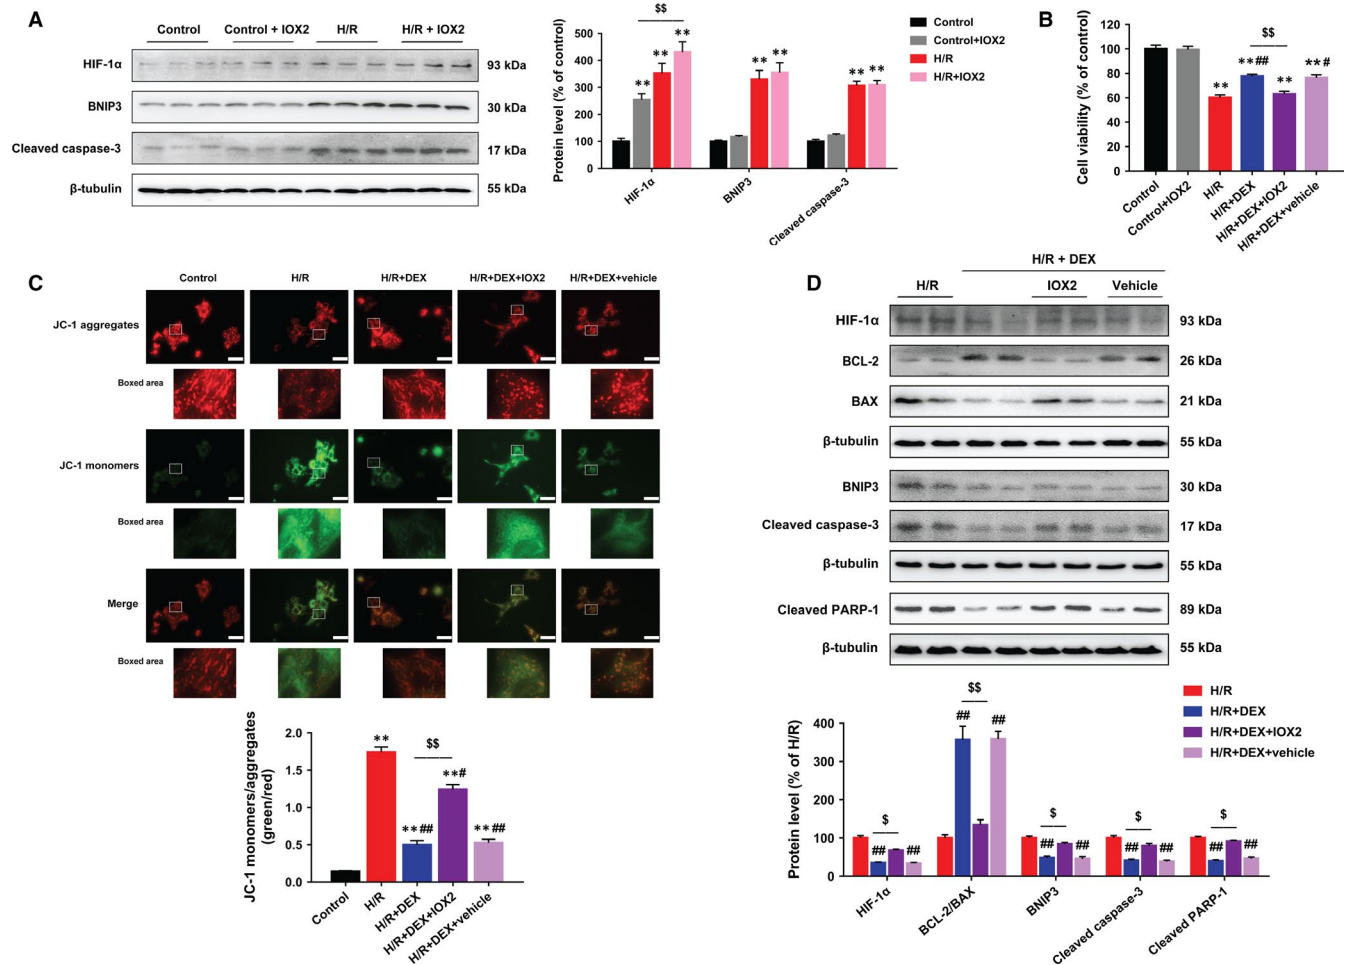 A
Control
Control + IOX2
H/R
H/R + IOX2
HIF-1α
93 kDa
BNIP3
30 kDa
Cleaved caspase-3
17 kDa
β-tubulin
55 kDa
Protein level (% of control)
500
400
300
200
100
0
$$
**
**
**
**
**
**
**
HIF-1α
BNIP3
Cleaved caspase-3
Control
Control+IOX2
H/R
H/R+IOX2
B
Cell viability (% of control)
120
100
80
60
40
20
0
**
**##
$$
**
**#
Control
Control+IOX2
H/R
H/R+DEX
H/R+DEX+IOX2
H/R+DEX+vehicle
C
Control
H/R
H/R+DEX
H/R+DEX+IOX2
H/R+DEX+vehicle
JC-1 aggregates
Boxed area
JC-1 monomers
Boxed area
Merge
Boxed area
JC-1 monomers/aggregates
(green/red)
2.0
1.5
1.0
0.5
0.0
**
**##
$$
**#
**##
Control
H/R
H/R+DEX
H/R+DEX+IOX2
H/R+DEX+vehicle
D
H/R + DEX
H/R
IOX2
Vehicle
HIF-1α
93 kDa
BCL-2
26 kDa
BAX
21 kDa
β-tubulin
55 kDa
BNIP3
30 kDa
Cleaved caspase-3
17 kDa
β-tubulin
55 kDa
Cleaved PARP-1
89 kDa
β-tubulin
55 kDa
Protein level (% of H/R)
400
300
200
100
0
$
##
##
$$
##
##
$
##
##
$
##
##
$
##
##
HIF-1α
BCL-2/BAX
BNIP3
Cleaved caspase-3
Cleaved PARP-1
H/R
H/R+DEX
H/R+DEX+IOX2
H/R+DEX+vehicle